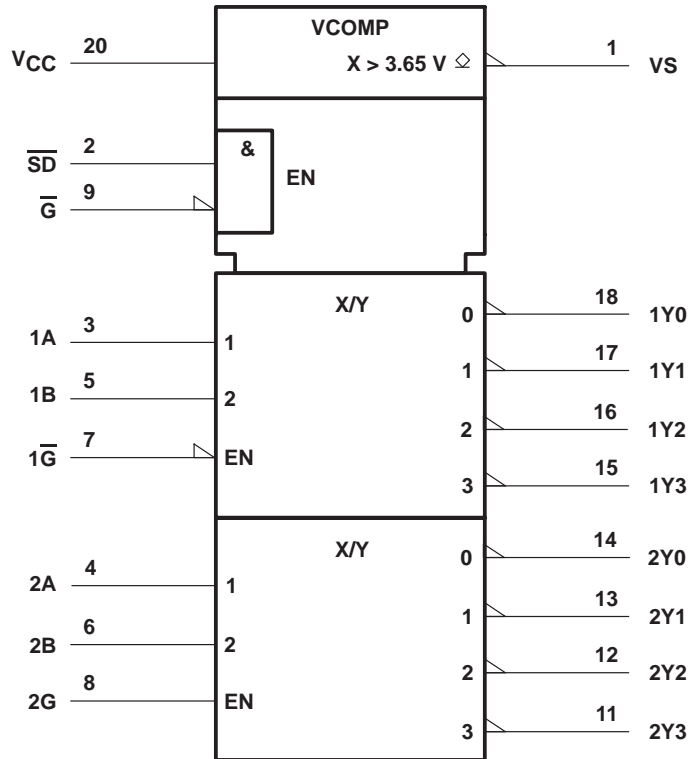 VCOMP
VCC 20
X > 3.65 V 1 VS
SD 2
&
EN
G 9
X/Y
1A 3 1
1B 5 2
1G 7 EN
0 18 1Y0
1 17 1Y1
2 16 1Y2
3 15 1Y3
X/Y
2A 4 1
2B 6 2
2G 8 EN
0 14 2Y0
1 13 2Y1
2 12 2Y2
3 11 2Y3